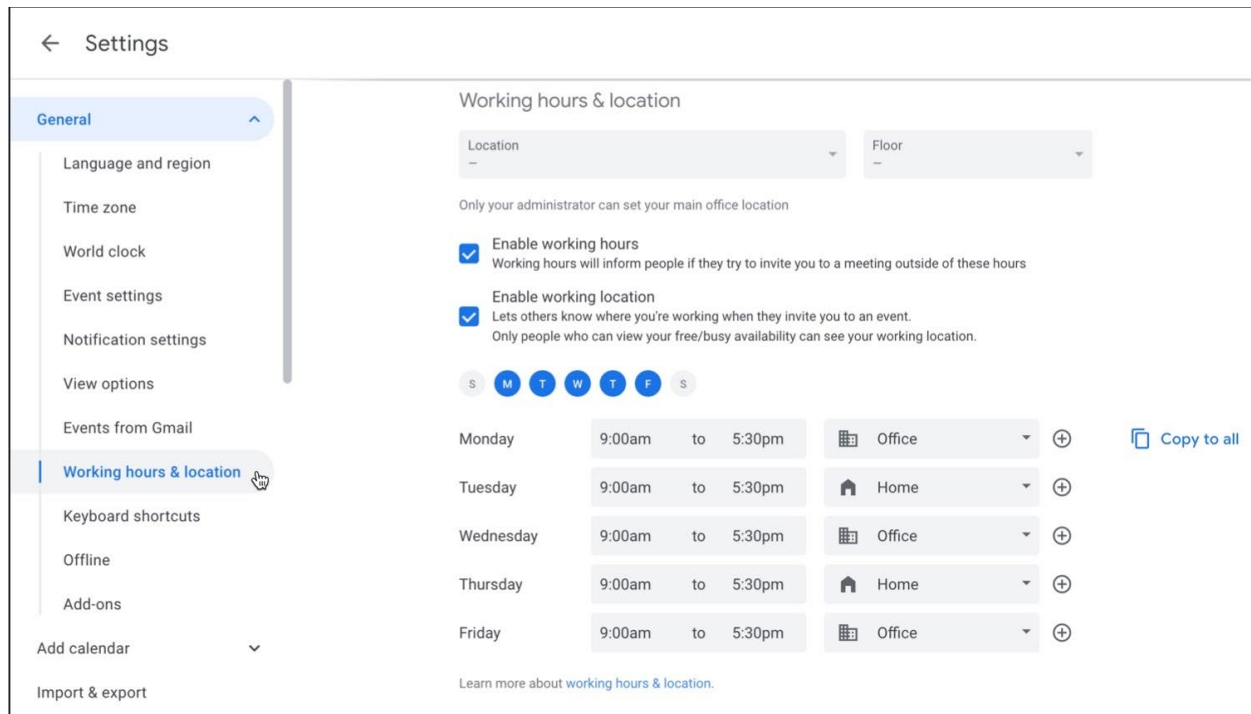 Settings
General
Language and region
Time zone
World clock
Event settings
Notification settings
View options
Events from Gmail
Working hours & location
Keyboard shortcuts
Offline
Add-ons
Add calendar
Import & export
Working hours & location
Location Floor
– –
Only your administrator can set your main office location
Enable working hours
Working hours will inform people if they try to invite you to a meeting outside of these hours
Enable working location
Lets others know where you're working when they invite you to an event.
Only people who can view your free/busy availability can see your working location.
S M T W T F S
Monday 9:00am to 5:30pm Office Copy to all
Tuesday 9:00am to 5:30pm Home
Wednesday 9:00am to 5:30pm Office
Thursday 9:00am to 5:30pm Home
Friday 9:00am to 5:30pm Office
Learn more about working hours & location.